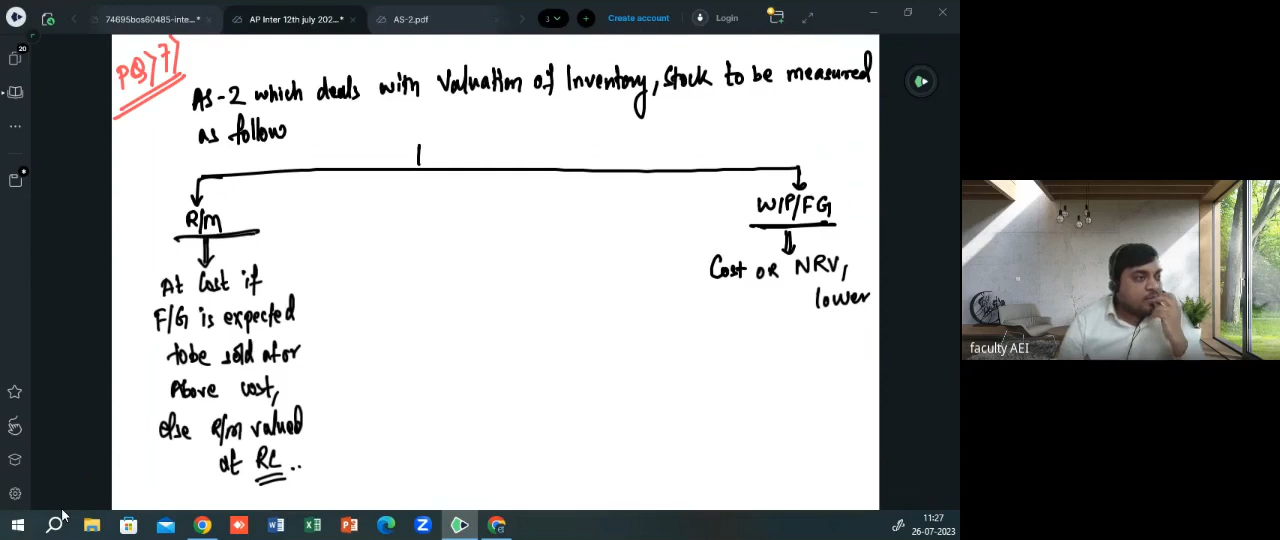 74695bos60485-inte...*
AP Inter 12th july 202...*
AS-2.pdf
3
Create account
Login
20
PQ>7>
AS-2 which deals with Valuation of Inventory, stock to be measured
as follow
R/M
WIP/FG
At Cost if
F/G is expected
to be sold at or
Above cost,
else R/m valued
at RC ..
Cost OR NRV,
lower
faculty AEI
11:27
26-07-2023